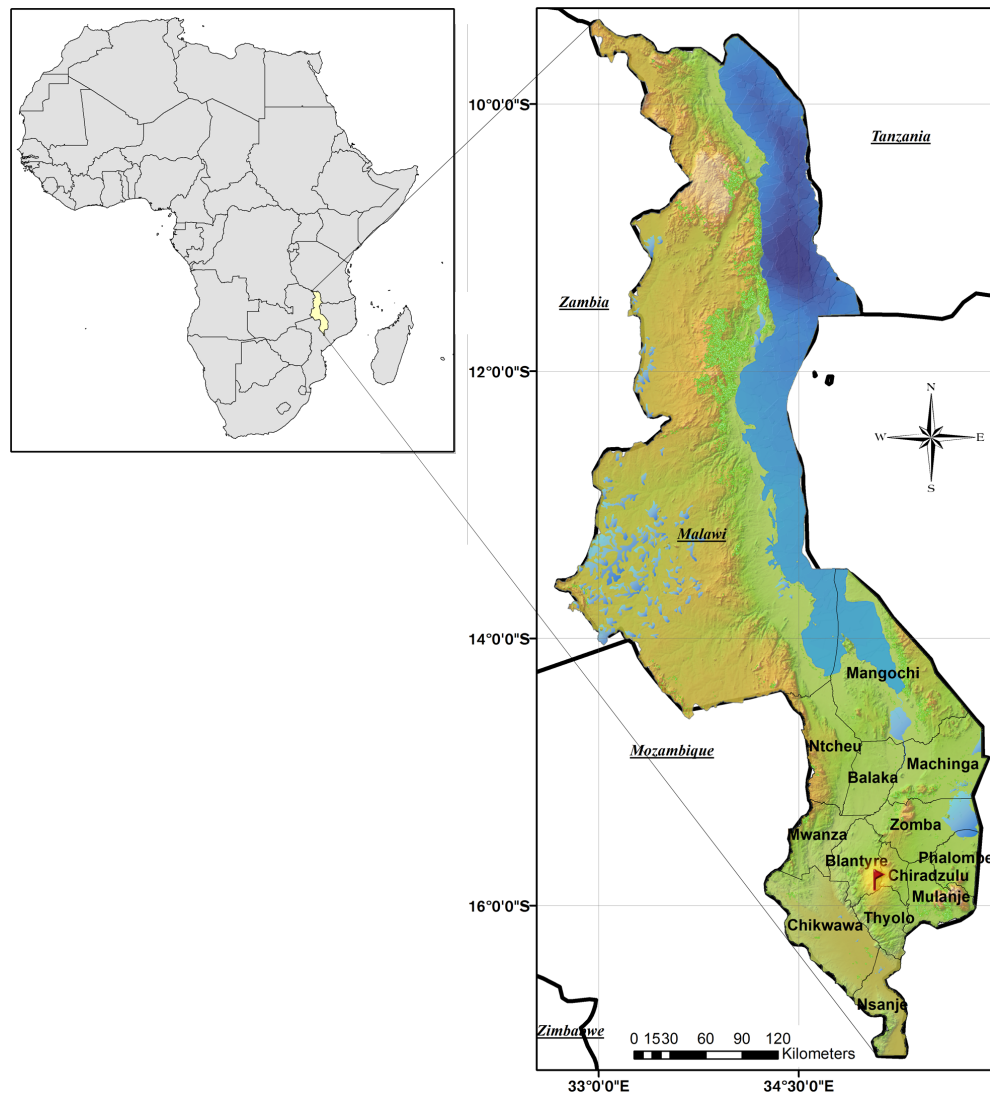 10°0'0"S
Tanzania
Zambia
12°0'0"S
N
W
E
S
Malawi
14°0'0"S
Mangochi
Mozambique
Ntcheu
Machinga
Balaka
Zomba
Mwanza
Blantyre
Phalombe
Chiradzulu
Mulanje
16°0'0"S
Thyolo
Chikwawa
Nsanje
Zimbabwe
0 1530 60 90 120
Kilometers
33°0'0"E
34°30'0"E